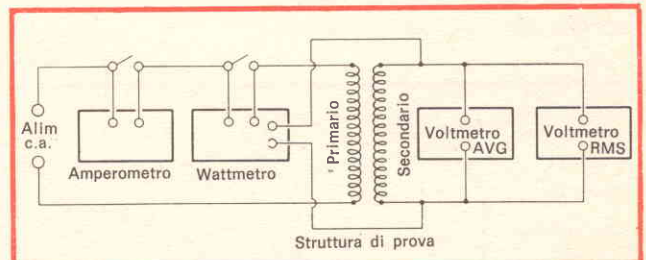 Alim
c.a.
Amperometro
Wattmetro
Primario
Secondario
Voltmetro
AVG
Voltmetro
RMS
Struttura di prova